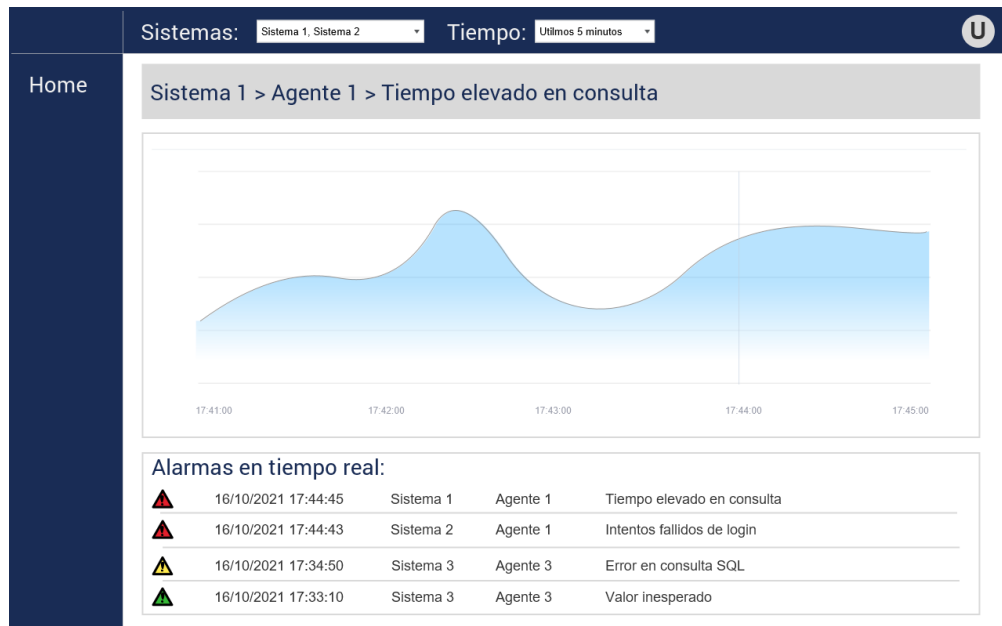 Sistemas: Sistema 1, Sistema 2 Tiempo: Utilmos 5 minutos U
Home
Sistema 1 > Agente 1 > Tiempo elevado en consulta
17:41:00 17:42:00 17:43:00 17:44:00 17:45:00
Alarmas en tiempo real:
16/10/2021 17:44:45 Sistema 1 Agente 1 Tiempo elevado en consulta
16/10/2021 17:44:43 Sistema 2 Agente 1 Intentos fallidos de login
16/10/2021 17:34:50 Sistema 3 Agente 3 Error en consulta SQL
16/10/2021 17:33:10 Sistema 3 Agente 3 Valor inesperado